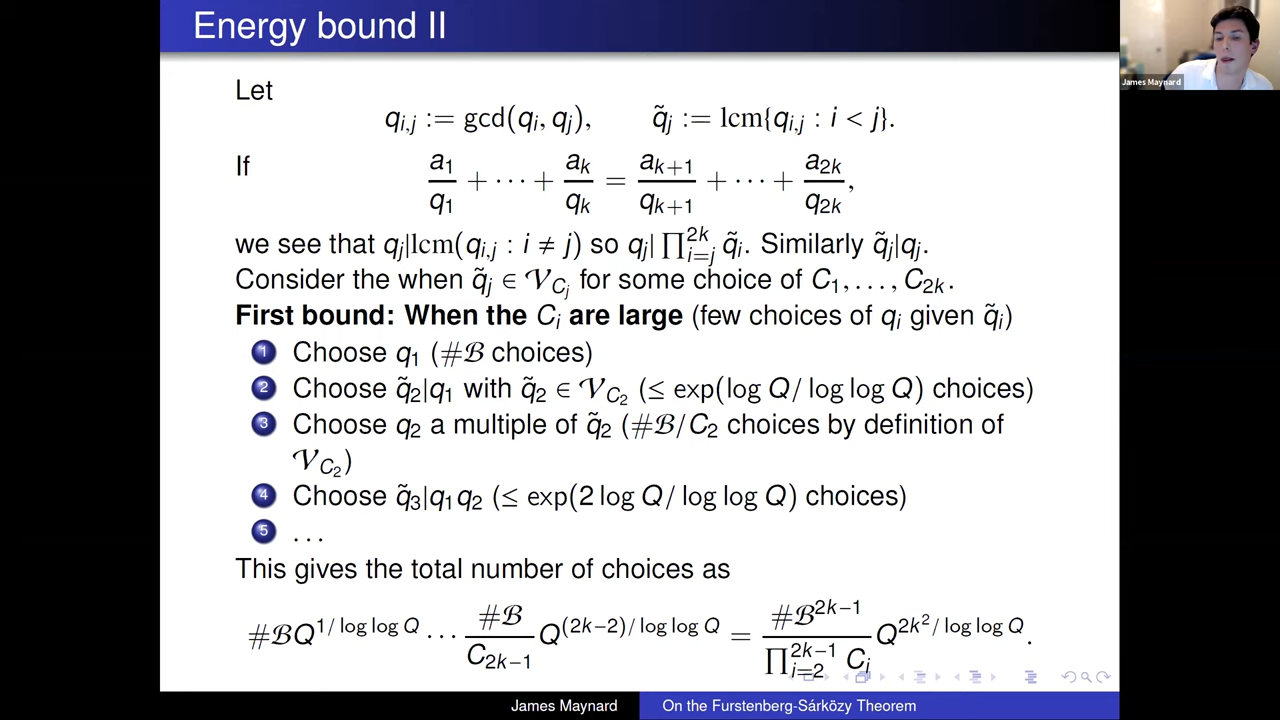 Energy bound II
James Maynard
Let
q_{i,j} := gcd(q_i, q_j),    q̃_j := lcm{q_{i,j} : i < j}.
If
a_1/q_1 + ··· + a_k/q_k = a_{k+1}/q_{k+1} + ··· + a_{2k}/q_{2k},
we see that q_j|lcm(q_{i,j} : i ≠ j) so q_j| ∏_{i=j}^{2k} q̃_i. Similarly q̃_j|q_j.
Consider the when q̃_j ∈ 𝒱_{C_j} for some choice of C_1, . . . , C_{2k}.
First bound: When the C_i are large (few choices of q_i given q̃_i)
1 Choose q_1 (#ℬ choices)
2 Choose q̃_2|q_1 with q̃_2 ∈ 𝒱_{C_2} (≤ exp(log Q/ log log Q) choices)
3 Choose q_2 a multiple of q̃_2 (#ℬ/C_2 choices by definition of
𝒱_{C_2})
4 Choose q̃_3|q_1q_2 (≤ exp(2 log Q/ log log Q) choices)
5 . . .
This gives the total number of choices as
#ℬQ^{1/ log log Q} ··· #ℬ/C_{2k−1} Q^{(2k−2)/ log log Q} = #ℬ^{2k−1}/∏_{i=2}^{2k−1} C_i Q^{2k^2/ log log Q}.
James Maynard    On the Furstenberg-Sárközy Theorem